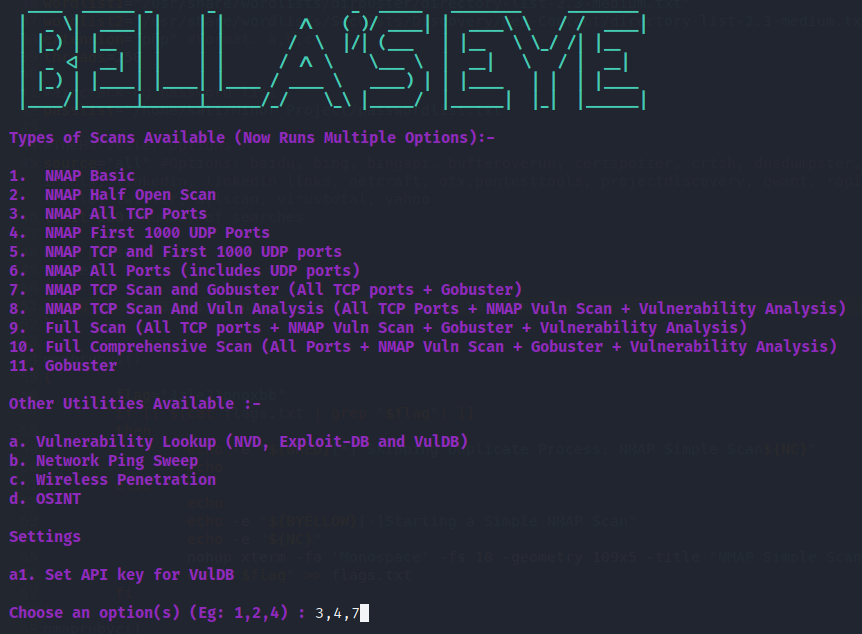 BELLA'S EYE
Types of Scans Available (Now Runs Multiple Options):-
1. NMAP Basic
2. NMAP Half Open Scan
3. NMAP All TCP Ports
4. NMAP First 1000 UDP Ports
5. NMAP TCP and First 1000 UDP ports
6. NMAP All Ports (includes UDP ports)
7. NMAP TCP Scan and Gobuster (All TCP ports + Gobuster)
8. NMAP TCP Scan And Vuln Analysis (All TCP Ports + NMAP Vuln Scan + Vulnerability Analysis)
9. Full Scan (All TCP ports + NMAP Vuln Scan + Gobuster + Vulnerability Analysis)
10. Full Comprehensive Scan (All Ports + NMAP Vuln Scan + Gobuster + Vulnerability Analysis)
11. Gobuster
Other Utilities Available :-
a. Vulnerability Lookup (NVD, Exploit-DB and VulDB)
b. Network Ping Sweep
c. Wireless Penetration
d. OSINT
Settings
a1. Set API key for VulDB
Choose an option(s) (Eg: 1,2,4) : 3,4,7